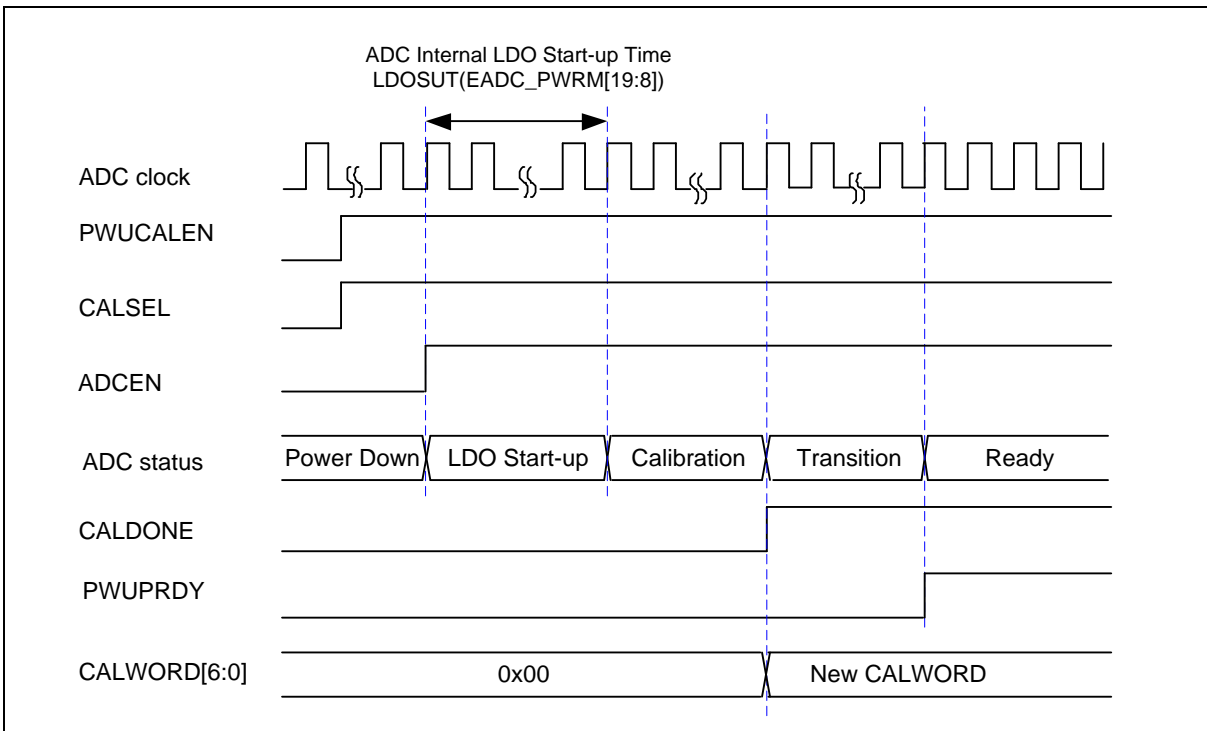 ADC Internal LDO Start-up Time
LDOSUT(EADC_PWRM[19:8])
ADC clock
PWUCALEN
CALSEL
ADCEN
ADC status Power Down LDO Start-up Calibration Transition Ready
CALDONE
PWUPRDY
CALWORD[6:0] 0x00 New CALWORD